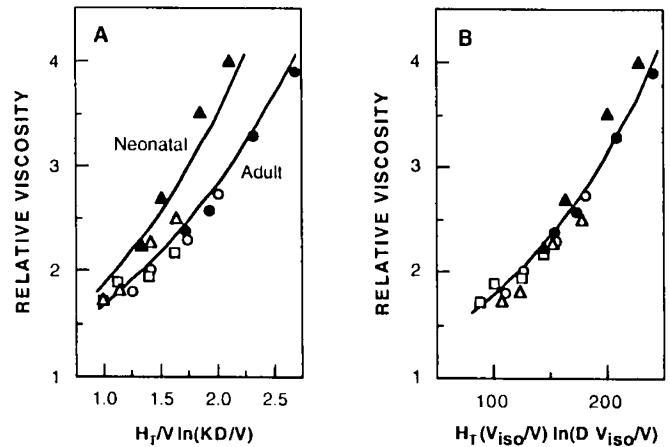 A
RELATIVE VISCOSITY
4
3
2
1
Neonatal
Adult
1.0 1.5 2.0 2.5
H_T/V ln(KD/V)
B
RELATIVE VISCOSITY
4
3
2
1
100 200
H_T(V_iso/V) ln(D V_iso/V)